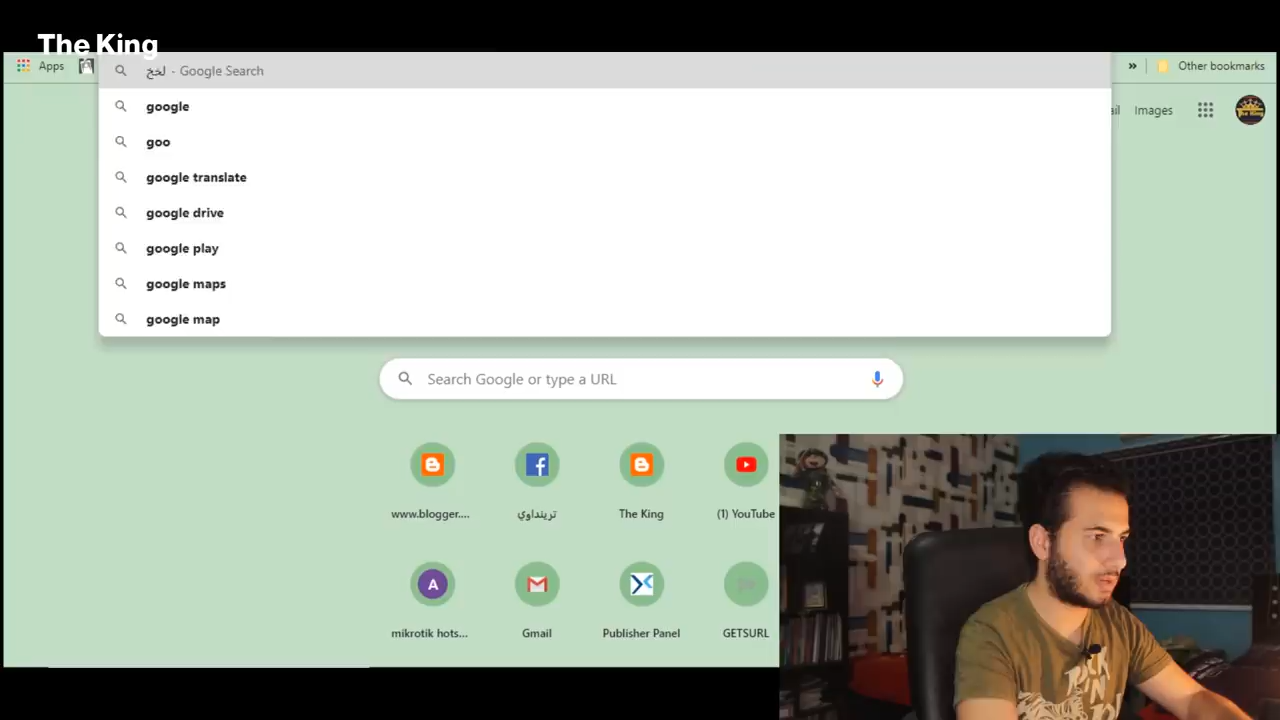 The King
Apps
لخخ - Google Search
Other bookmarks
google
Images
goo
google translate
google drive
google play
google maps
google map
Search Google or type a URL
www.blogger....
ترينداوي
The King
(1) YouTube
A
mikrotik hots...
Gmail
Publisher Panel
GETSURL